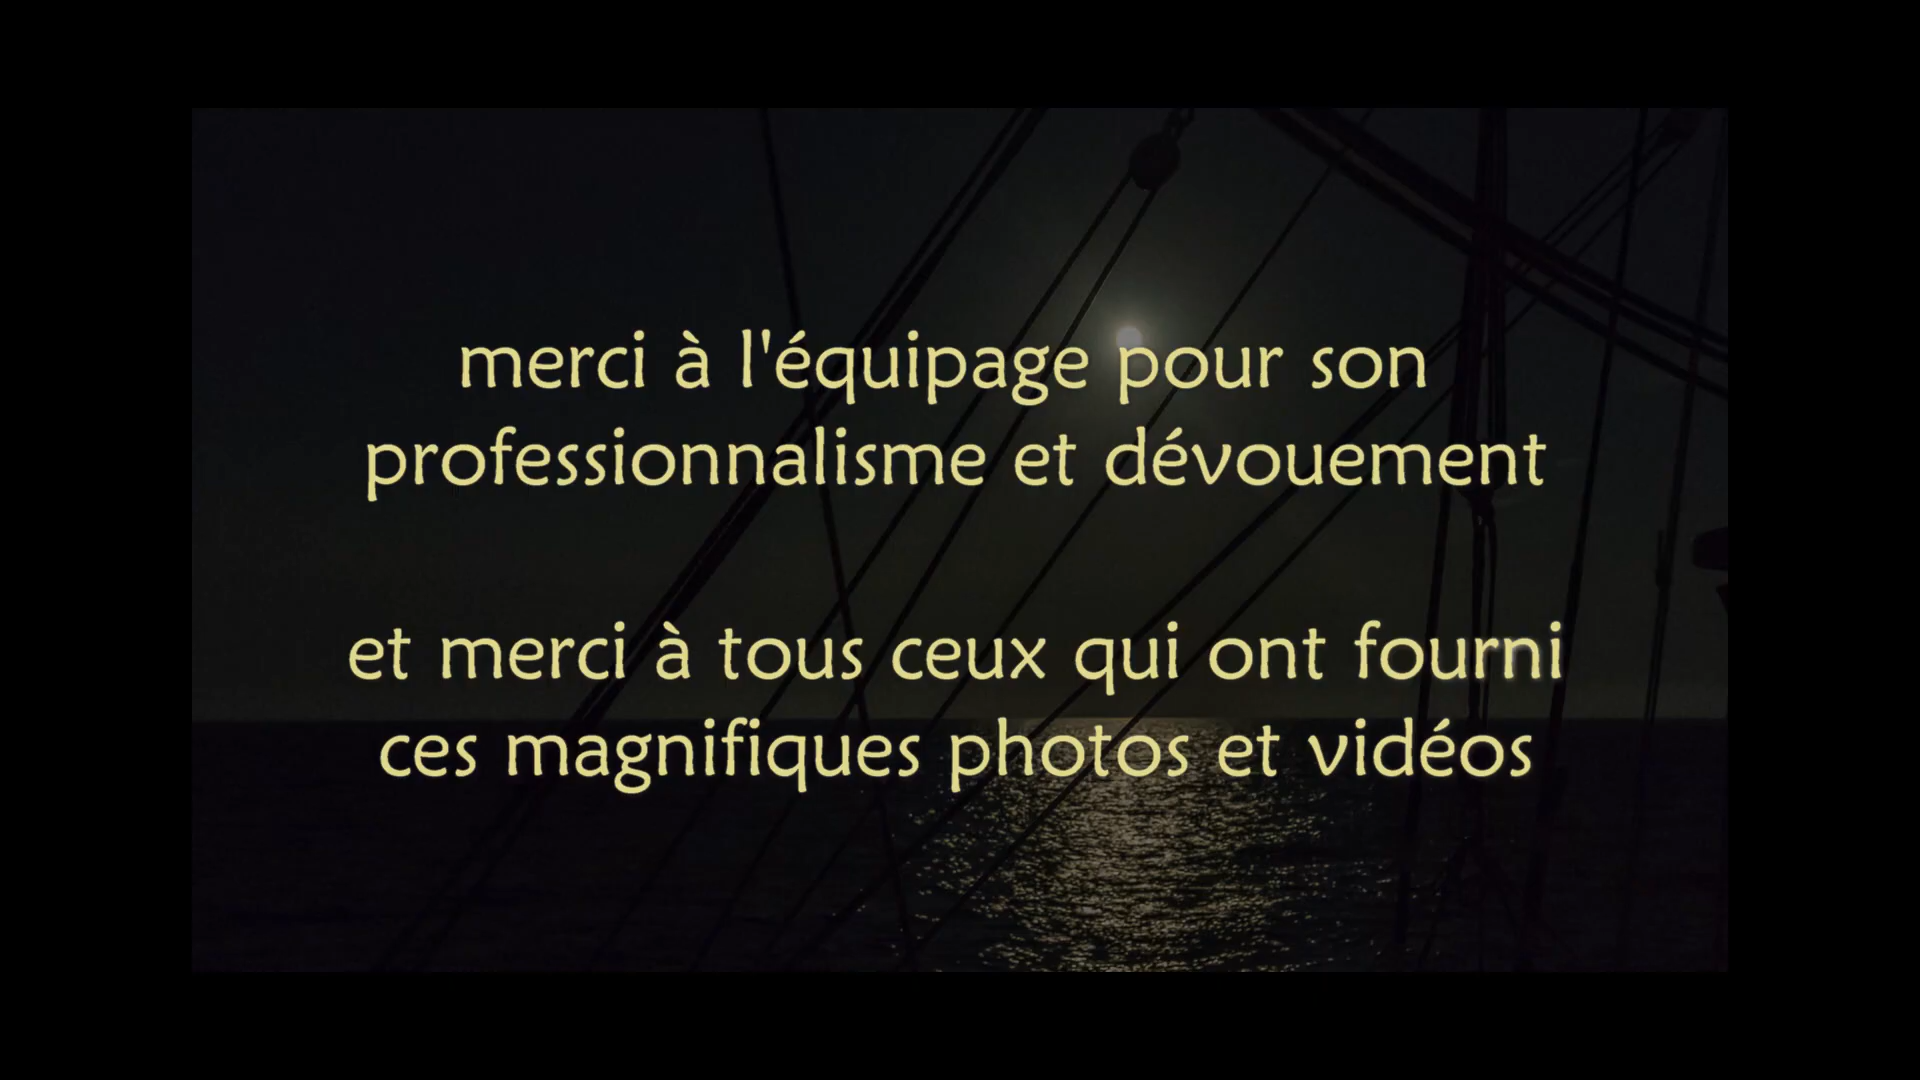 merci à l'équipage pour son
professionnalisme et dévouement
et merci à tous ceux qui ont fourni
ces magnifiques photos et vidéos